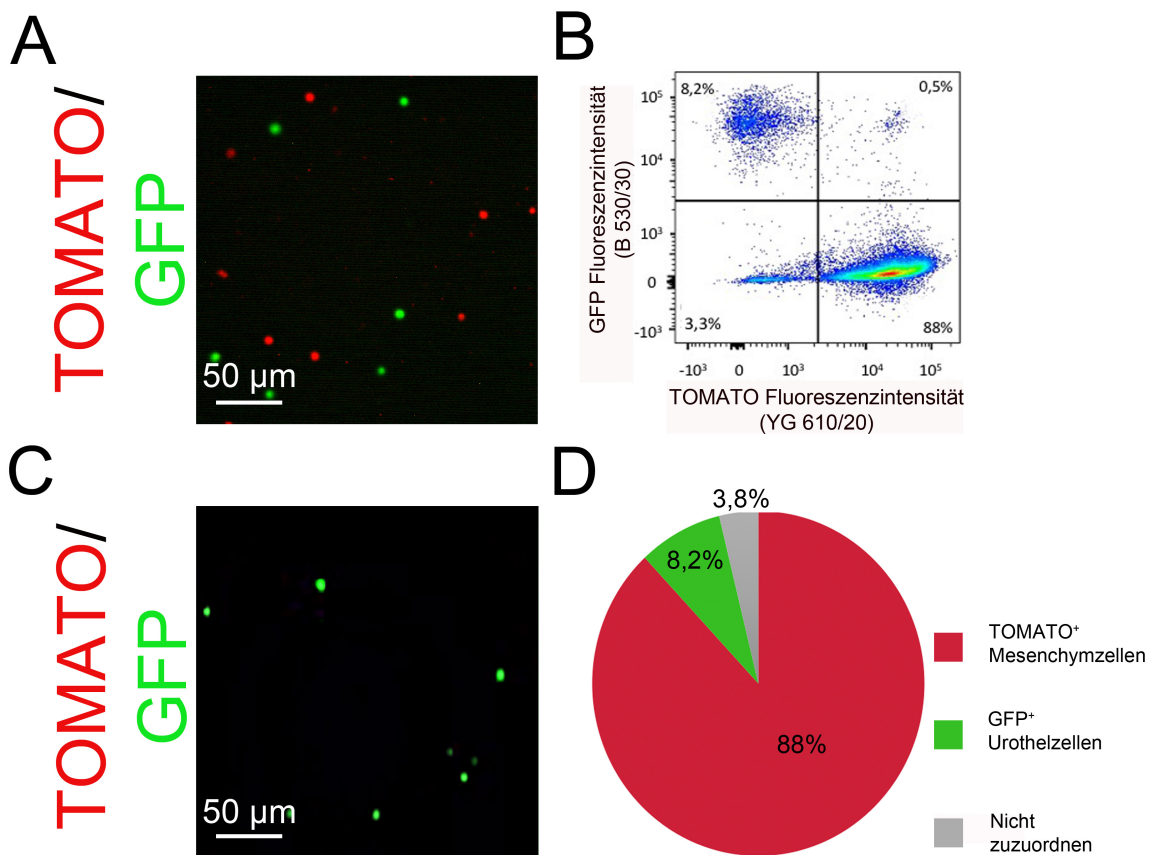 A
TOMATO/
GFP
50 µm
B
GFP Fluoreszenzintensität
(B 530/30)
10⁵
10⁴
10³
0
-10³
8,2%
0,5%
3,3%
88%
-10³ 0 10³ 10⁴ 10⁵
TOMATO Fluoreszenzintensität
(YG 610/20)
C
TOMATO/
GFP
50 µm
D
3,8%
8,2%
88%
TOMATO⁺
Mesenchymzellen
GFP⁺
Urothelzellen
Nicht
zuzuordnen